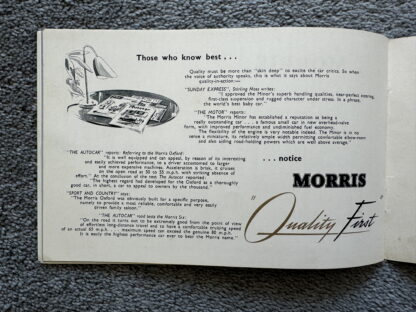 Those who know best . . .
Quality must be more than "skin deep" to excite the car critics. So when
the voice of authority speaks, this is what it says about Morris
quality-in-action:—
"SUNDAY EXPRESS", Stirling Moss writes:
"I approved the Minor's superb handling qualities, near-perfect steering,
first-class suspension and rugged character under stress. In a phrase,
the world's best baby car."
"THE MOTOR" reports:
"The Morris Minor has established a reputation as being a
really outstanding car . . . a famous small car in new overhead-valve
form, with improved performance and undiminished fuel economy.
The flexibility of the engine is very notable indeed. The Minor is to no
serve a miniature, its relatively ample width permitting comfortable elbow-room
and also siding road-holding powers which are well above average."
"THE AUTOCAR" reports: Referring to the Morris Oxford:
"It is well equipped and can appeal, by reason of its interesting
and easily achieved performance, to a driver accustomed to larger
and more expensive machines. Acceleration is brisk, it cruises
on the open road at 50 to 55 m.p.h. with striking absence of
effort." At the conclusion of the test, The Autocar reported:
"The highest regard had developed for the Oxford as a thoroughly
good car, in short, a car to appeal to owners by the thousand."
"SPORT AND COUNTRY" says:
"The Morris Oxford was obviously built for a specific purpose,
namely to provide a most reliable, comfortable and very easily
driven family saloon."
"THE AUTOCAR" road tests the Morris Six:
"On the road it turns out to be extremely good from the point of view
of effortless long-distance travel and to have a comfortable cruising speed
of an actual 65 m.p.h. . . . maximum speed can exceed the genuine 80 m.p.h.
It is easily the highest performance car ever to bear the Morris name."
. . . notice
MORRIS
"Quality First"